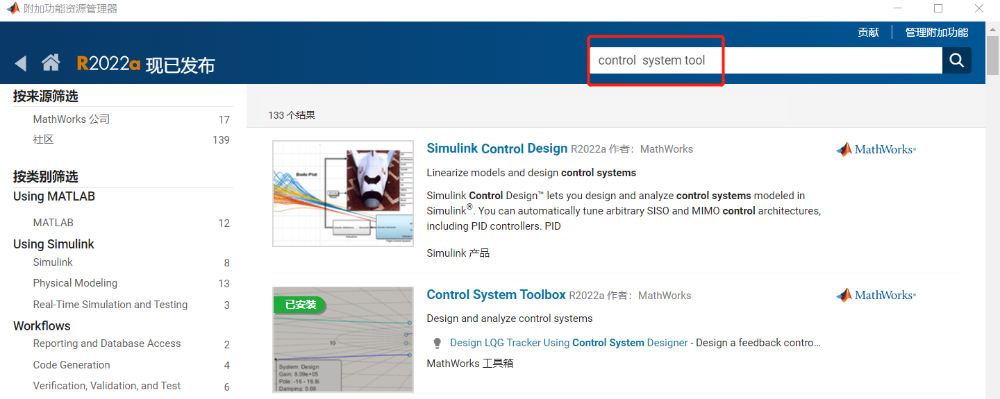 附加功能资源管理器
贡献 管理附加功能
R2022a 现已发布
control  system tool
按来源筛选
MathWorks 公司 17
社区 139
按类别筛选
Using MATLAB
MATLAB 12
Using Simulink
Simulink 8
Physical Modeling 13
Real-Time Simulation and Testing 3
Workflows
Reporting and Database Access 2
Code Generation 4
Verification, Validation, and Test 6
133 个结果
Bode Plot
Simulink Control Design R2022a 作者：MathWorks
MathWorks®
Linearize models and design control systems
Simulink Control Design™ lets you design and analyze control systems modeled in
Simulink®. You can automatically tune arbitrary SISO and MIMO control architectures,
including PID controllers. PID
Simulink 产品
已安装
10
System: Design
Gain: 8.09e+05
Pole: -16 - 16.8i
Damping: 0.69
Control System Toolbox R2022a 作者：MathWorks
MathWorks®
Design and analyze control systems
Design LQG Tracker Using Control System Designer - Design a feedback contro...
MathWorks 工具箱